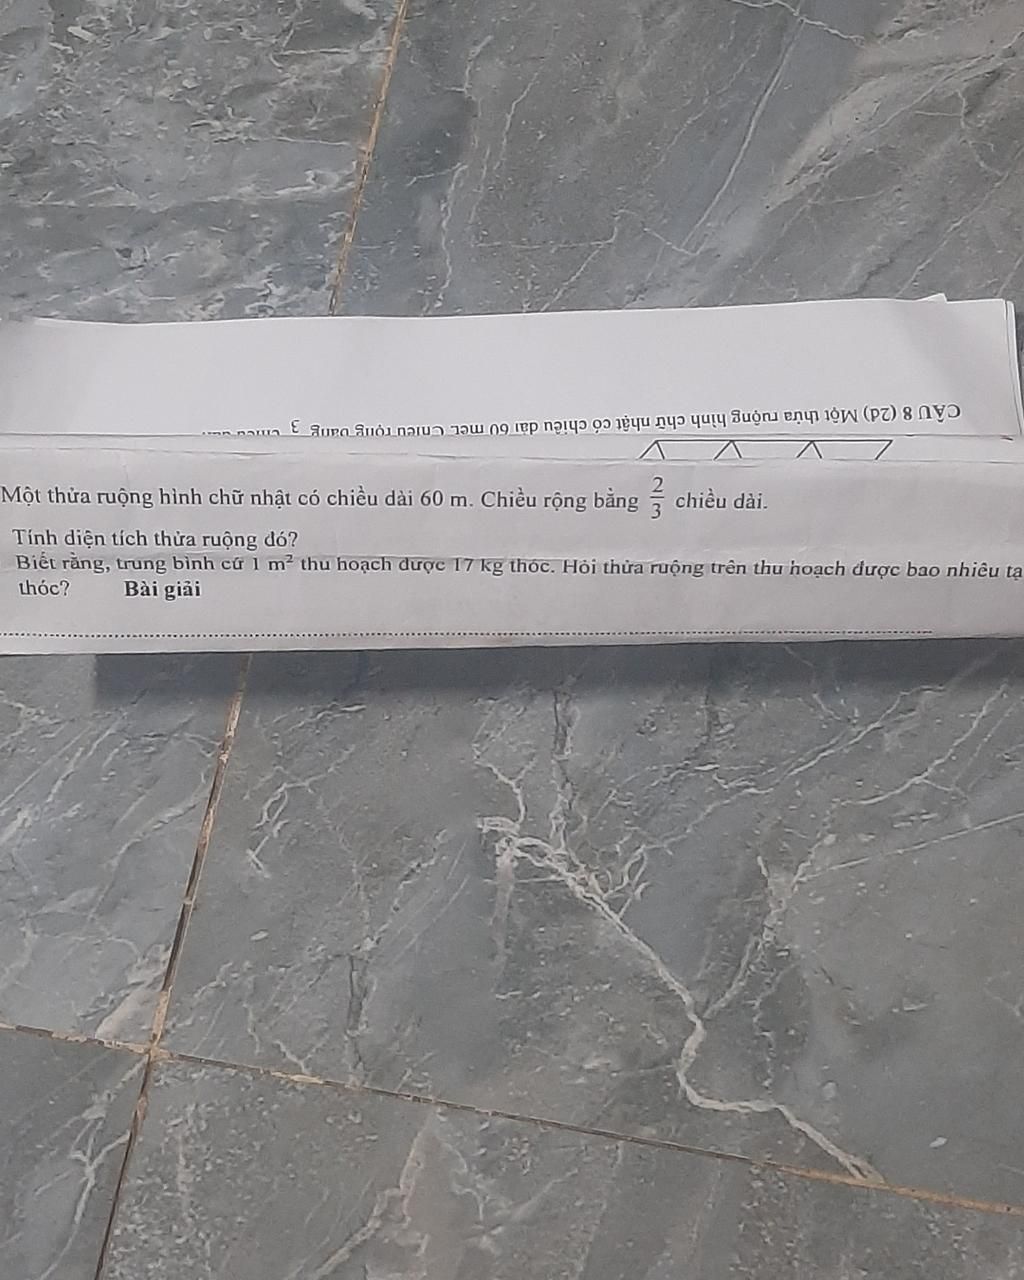 CÂU 8 (2đ) Một thửa ruộng hình chữ nhật có chiều dài 60 mét. Chiều rộng bằng 3
Một thửa ruộng hình chữ nhật có chiều dài 60 m. Chiều rộng bằng 2/3 chiều dài.
Tính diện tích thửa ruộng đó?
Biết rằng, trung bình cứ 1 m² thu hoạch được 17 kg thóc. Hỏi thửa ruộng trên thu hoạch được bao nhiêu tạ
thóc? Bài giải